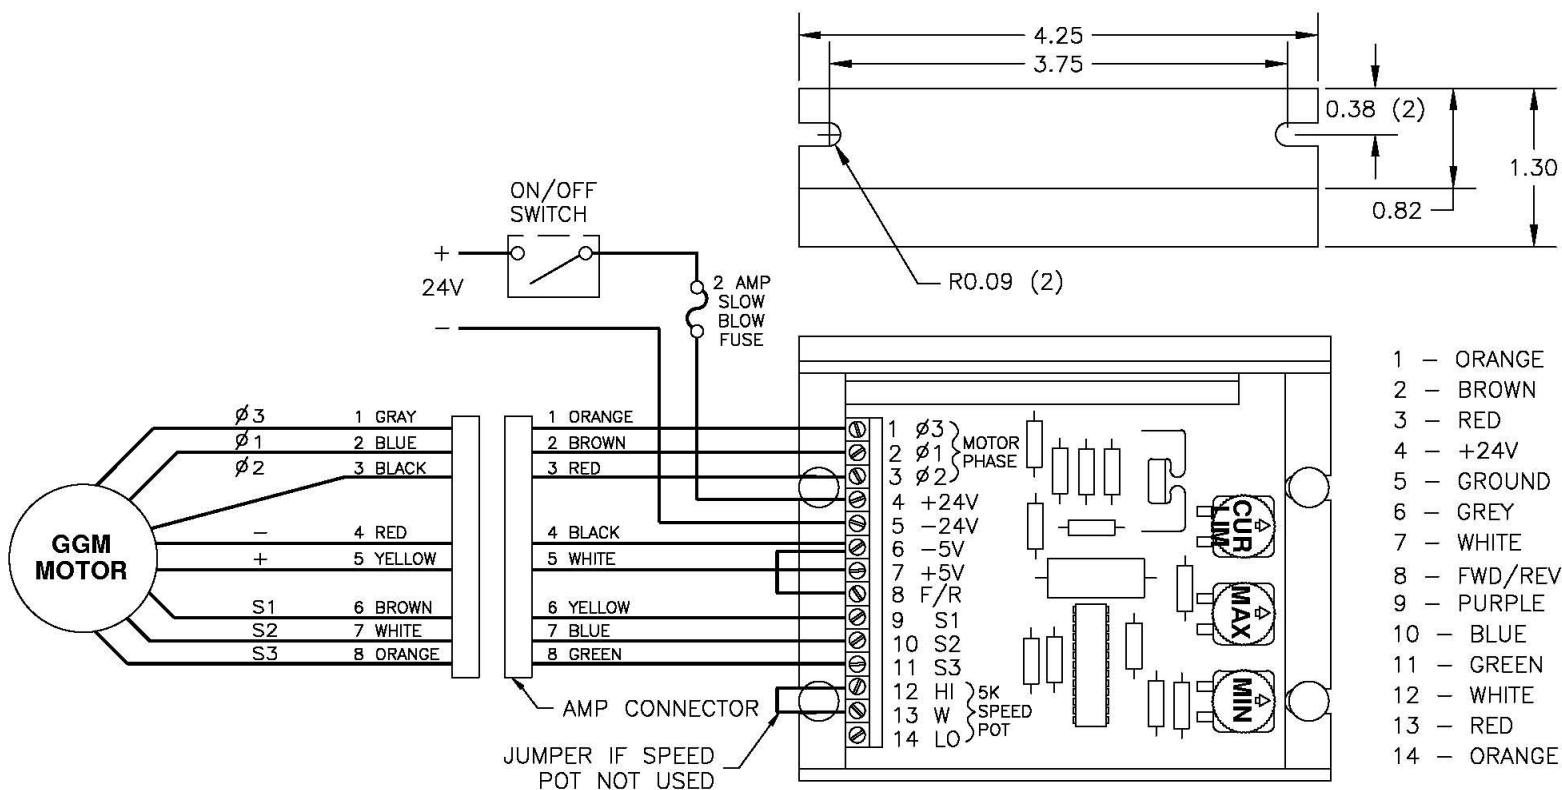 4.25
3.75
0.38 (2)
1.30
0.82
R0.09 (2)
ON/OFF
SWITCH
+
24V
-
2 AMP
SLOW
BLOW
FUSE
GGM
MOTOR
Ø3
Ø1
Ø2
-
+
S1
S2
S3
1 GRAY
2 BLUE
3 BLACK
4 RED
5 YELLOW
6 BROWN
7 WHITE
8 ORANGE
1 ORANGE
2 BROWN
3 RED
4 BLACK
5 WHITE
6 YELLOW
7 BLUE
8 GREEN
AMP CONNECTOR
JUMPER IF SPEED
POT NOT USED
1 Ø3
2 Ø1
3 Ø2
MOTOR
PHASE
4 +24V
5 -24V
6 -5V
7 +5V
8 F/R
9 S1
10 S2
11 S3
12 HI
13 W
14 LO
5K
SPEED
POT
CUR
LIM
MAX
MIN
1 - ORANGE
2 - BROWN
3 - RED
4 - +24V
5 - GROUND
6 - GREY
7 - WHITE
8 - FWD/REV
9 - PURPLE
10 - BLUE
11 - GREEN
12 - WHITE
13 - RED
14 - ORANGE